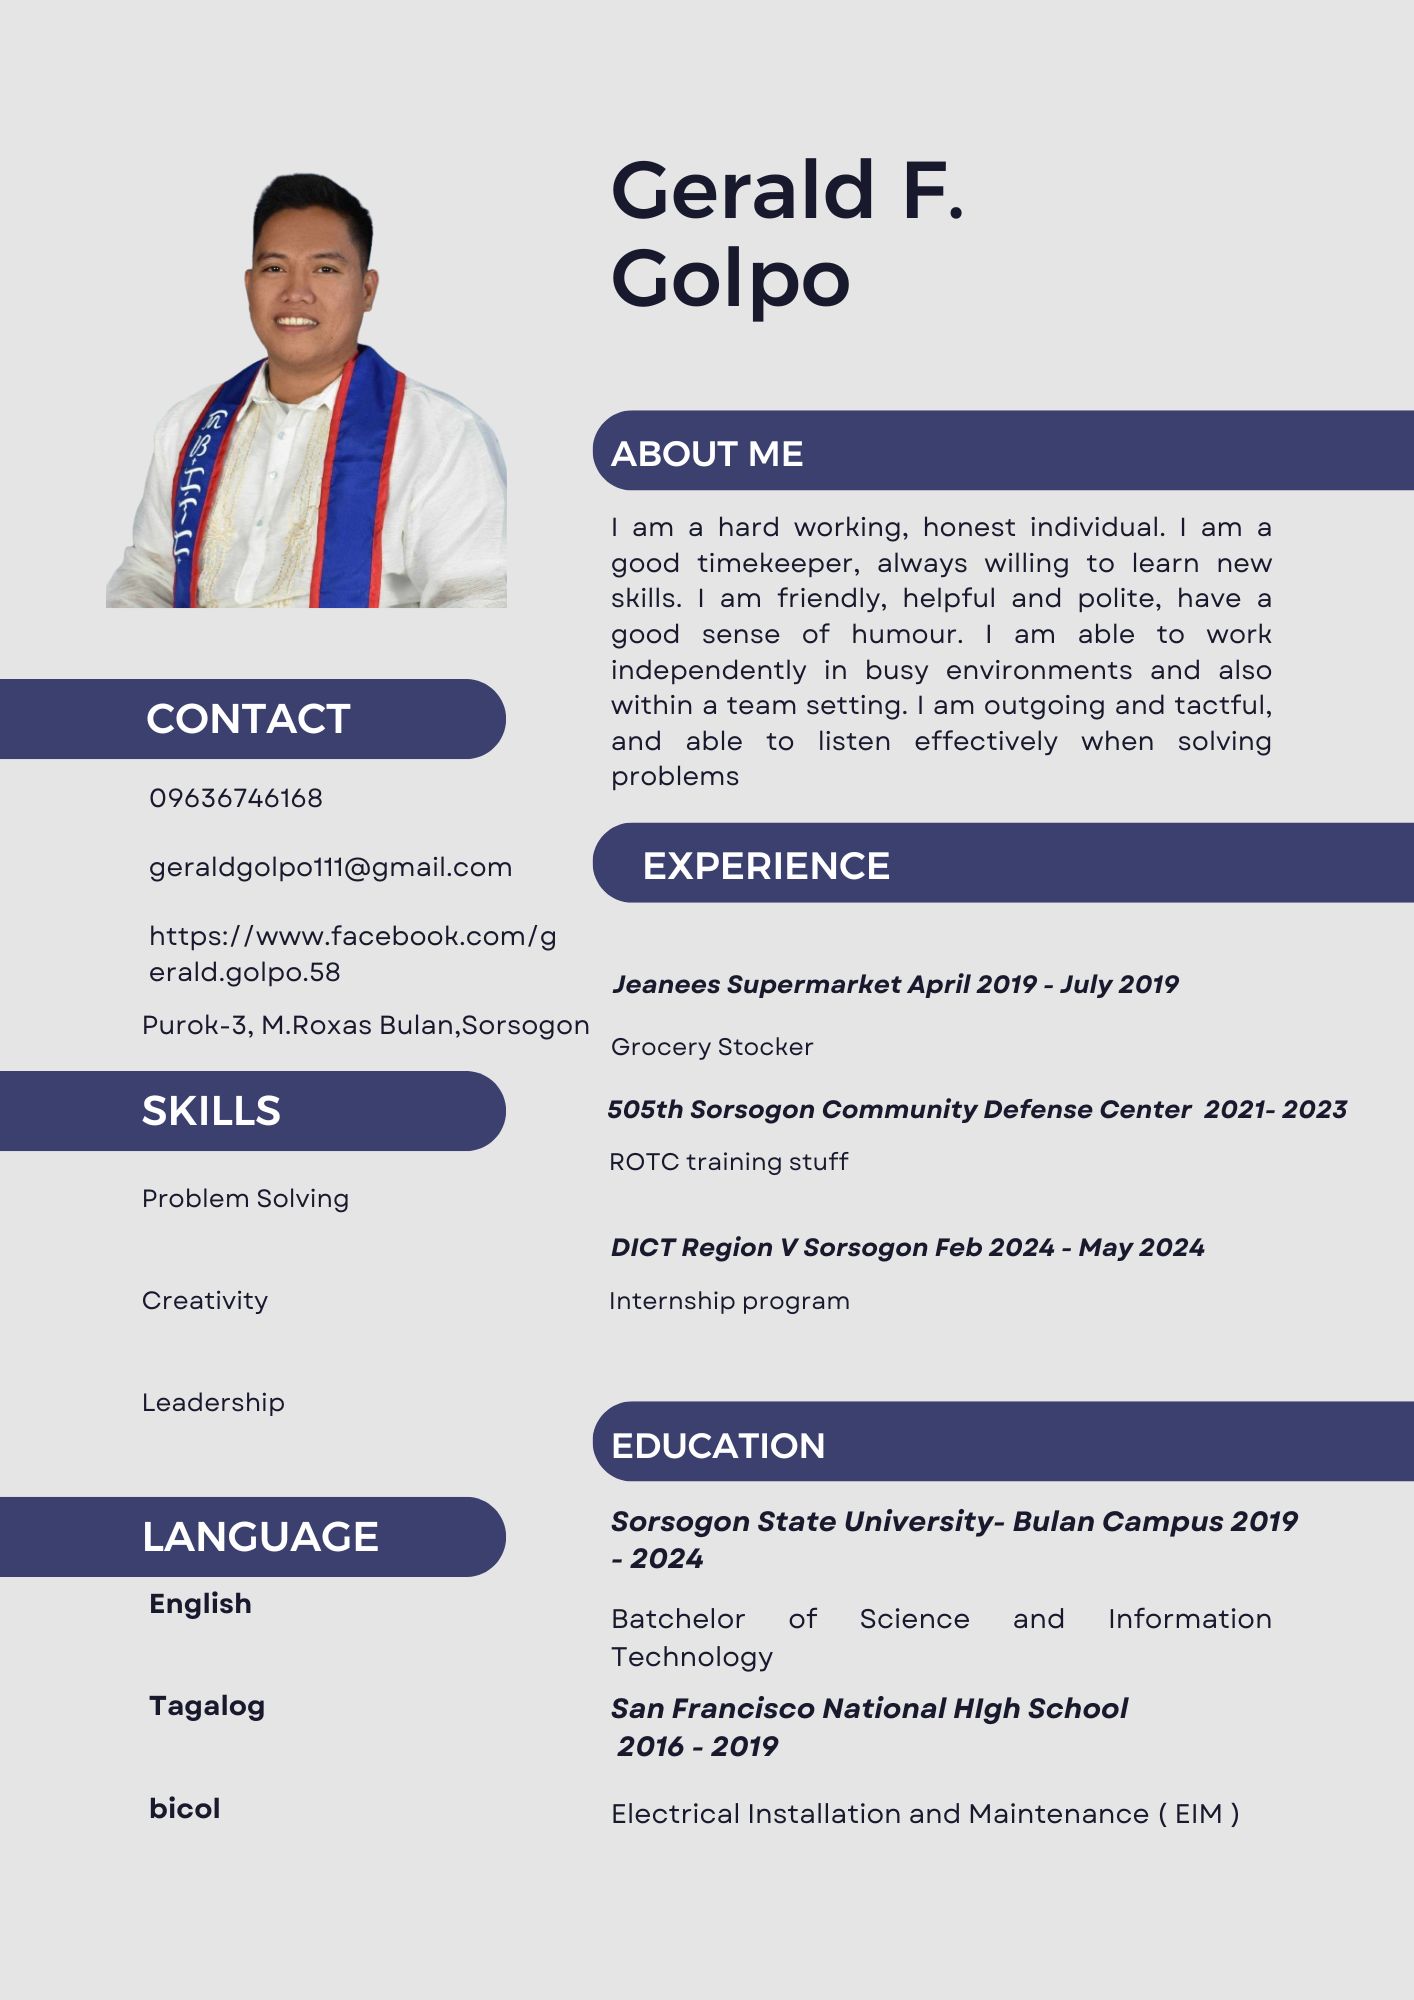 Gerald F.
Golpo
ABOUT ME
I am a hard working, honest individual. I am a
good timekeeper, always willing to learn new
skills. I am friendly, helpful and polite, have a
good sense of humour. I am able to work
independently in busy environments and also
within a team setting. I am outgoing and tactful,
and able to listen effectively when solving
problems
CONTACT
09636746168
geraldgolpo111@gmail.com
https://www.facebook.com/g
erald.golpo.58
Purok-3, M.Roxas Bulan,Sorsogon
SKILLS
Problem Solving
Creativity
Leadership
LANGUAGE
English
Tagalog
bicol
EXPERIENCE
Jeanees Supermarket April 2019 - July 2019
Grocery Stocker
505th Sorsogon Community Defense Center 2021- 2023
ROTC training stuff
DICT Region V Sorsogon Feb 2024 - May 2024
Internship program
EDUCATION
Sorsogon State University- Bulan Campus 2019
- 2024
Batchelor of Science and Information
Technology
San Francisco National HIgh School
2016 - 2019
Electrical Installation and Maintenance ( EIM )